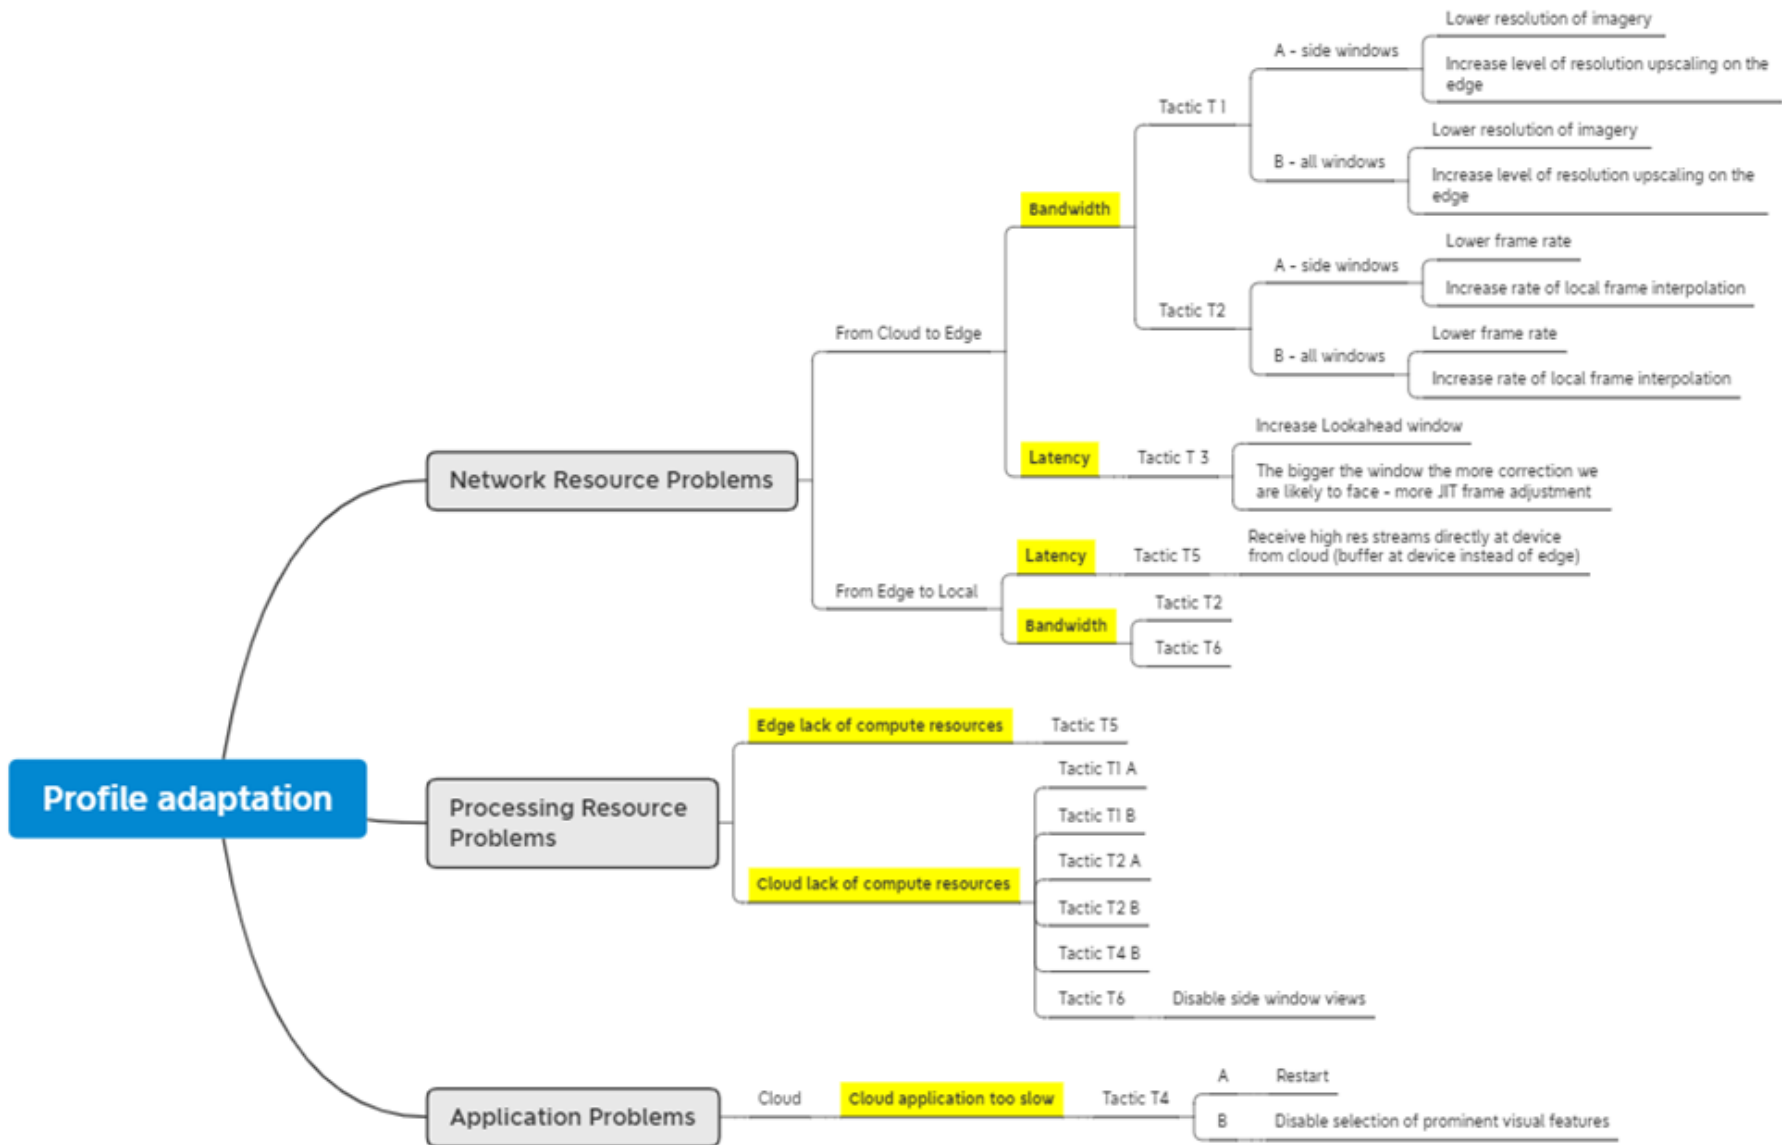 Profile adaptation
Network Resource Problems
From Cloud to Edge
Bandwidth
Tactic T 1
A - side windows
Lower resolution of imagery
Increase level of resolution upscaling on the
edge
B - all windows
Lower resolution of imagery
Increase level of resolution upscaling on the
edge
Tactic T2
A - side windows
Lower frame rate
Increase rate of local frame interpolation
B - all windows
Lower frame rate
Increase rate of local frame interpolation
Latency
Tactic T 3
Increase Lookahead window
The bigger the window the more correction we
are likely to face - more JIT frame adjustment
From Edge to Local
Latency
Tactic T5
Receive high res streams directly at device
from cloud (buffer at device instead of edge)
Bandwidth
Tactic T2
Tactic T6
Processing Resource
Problems
Edge lack of compute resources
Tactic T5
Cloud lack of compute resources
Tactic T1 A
Tactic T1 B
Tactic T2 A
Tactic T2 B
Tactic T4 B
Tactic T6
Disable side window views
Application Problems
Cloud
Cloud application too slow
Tactic T4
A
Restart
B
Disable selection of prominent visual features